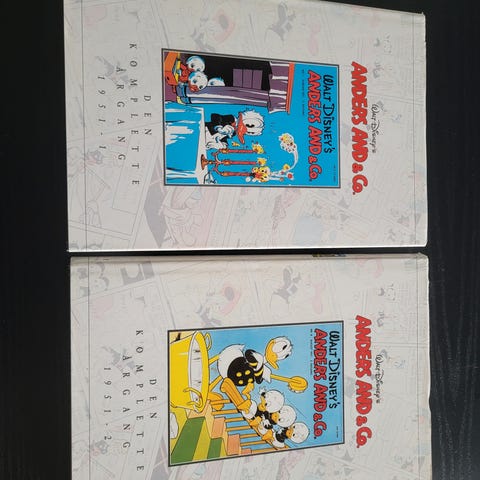 Walt Disney's
ANDERS AND & Co.
WALT DISNEY'S
ANDERS AND & Co.
DEN
KOMPLETTE
ÅRGANG
1951-1
Walt Disney's
ANDERS AND & Co.
WALT DISNEY'S
ANDERS AND & Co.
DEN
KOMPLETTE
ÅRGANG
1951-2